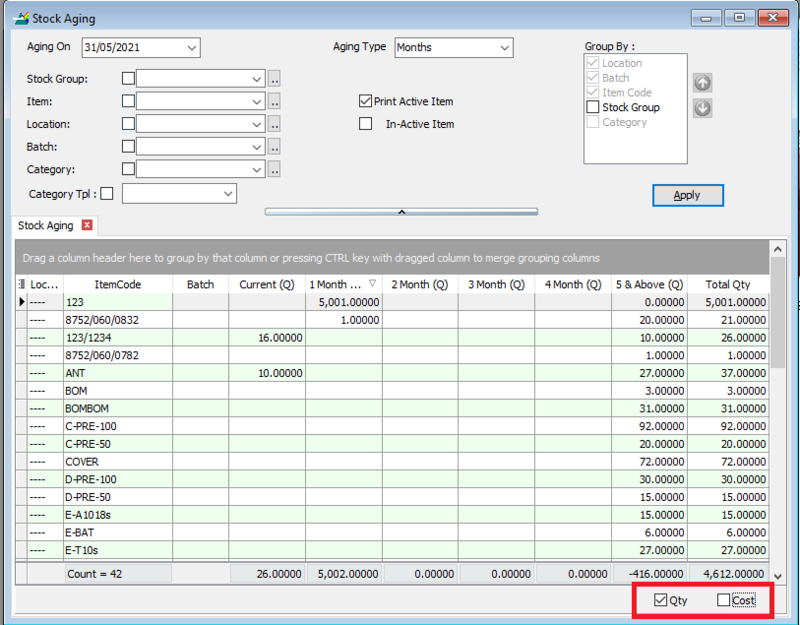 Stock Aging
Aging On 31/05/2021 Aging Type Months Group By :
Location
Batch
Item Code
Stock Group
Category
Stock Group: ..
Item: .. Print Active Item
Location: .. In-Active Item
Batch: ..
Category: ..
Category Tpl :
Apply
Stock Aging
Drag a column header here to group by that column or pressing CTRL key with dragged column to merge grouping columns
Loc... ItemCode Batch Current (Q) 1 Month ... 2 Month (Q) 3 Month (Q) 4 Month (Q) 5 & Above (Q) Total Qty
---- 123 5,001.00000 0.00000 5,001.00000
---- 8752/060/0832 1.00000 20.00000 21.00000
---- 123/1234 16.00000 10.00000 26.00000
---- 8752/060/0782 1.00000 1.00000
---- ANT 10.00000 27.00000 37.00000
---- BOM 3.00000 3.00000
---- BOMBOM 31.00000 31.00000
---- C-PRE-100 92.00000 92.00000
---- C-PRE-50 20.00000 20.00000
---- COVER 72.00000 72.00000
---- D-PRE-100 30.00000 30.00000
---- D-PRE-50 15.00000 15.00000
---- E-A1018s 15.00000 15.00000
---- E-BAT 6.00000 6.00000
---- E-T10s 27.00000 27.00000
Count = 42 26.00000 5,002.00000 0.00000 0.00000 0.00000 -416.00000 4,612.00000
Qty Cost